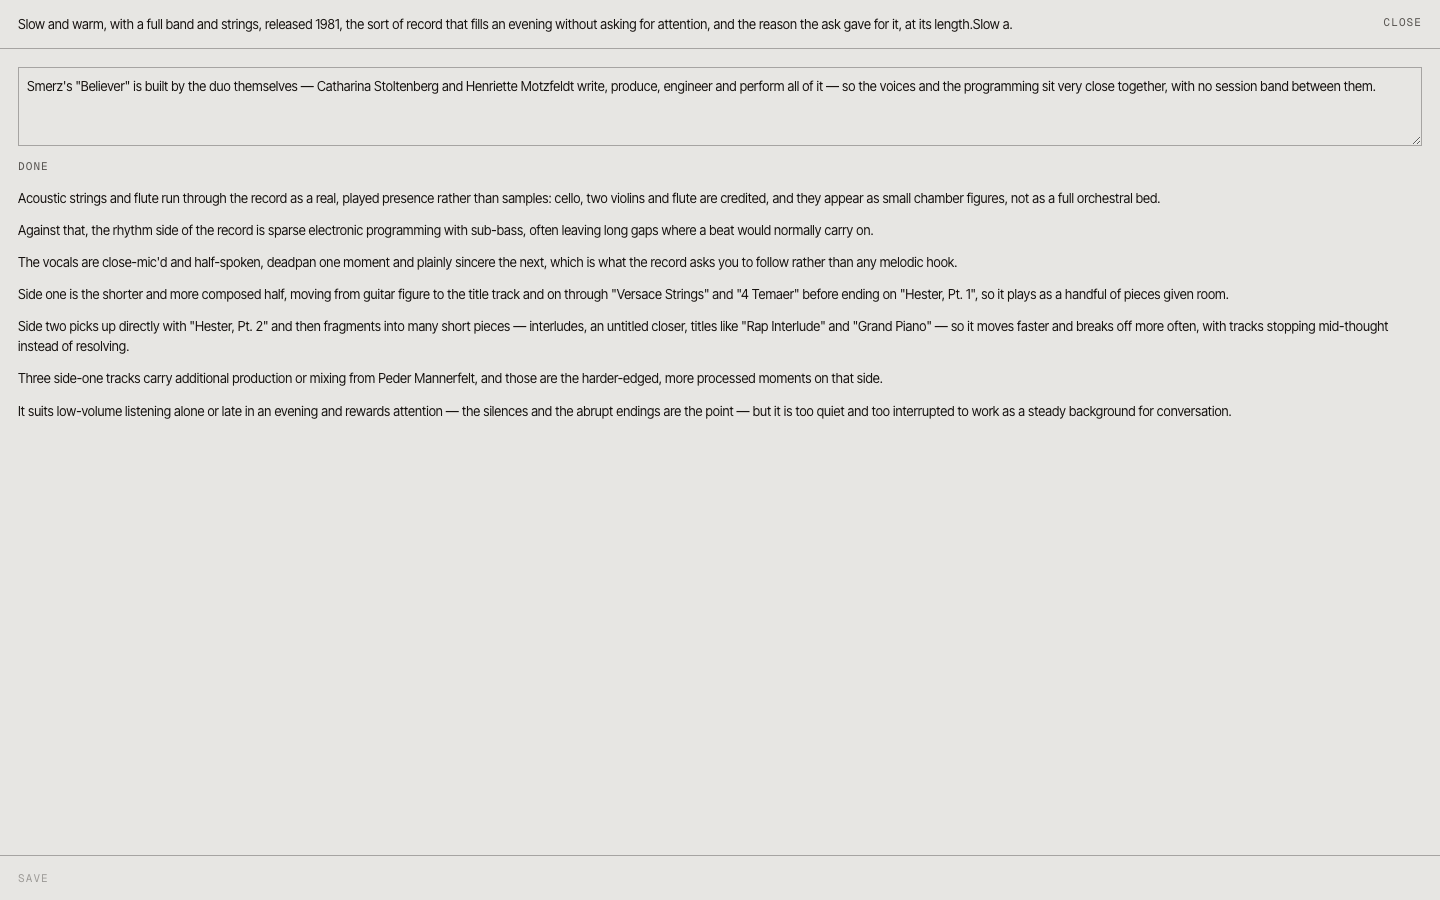 Slow and warm, with a full band and strings, released 1981, the sort of record that fills an evening without asking for attention, and the reason the ask gave for it, at its length.Slow a.
CLOSE
Smerz's "Believer" is built by the duo themselves — Catharina Stoltenberg and Henriette Motzfeldt write, produce, engineer and perform all of it — so the voices and the programming sit very close together, with no session band between them.
DONE
Acoustic strings and flute run through the record as a real, played presence rather than samples: cello, two violins and flute are credited, and they appear as small chamber figures, not as a full orchestral bed.
Against that, the rhythm side of the record is sparse electronic programming with sub-bass, often leaving long gaps where a beat would normally carry on.
The vocals are close-mic'd and half-spoken, deadpan one moment and plainly sincere the next, which is what the record asks you to follow rather than any melodic hook.
Side one is the shorter and more composed half, moving from guitar figure to the title track and on through "Versace Strings" and "4 Temaer" before ending on "Hester, Pt. 1", so it plays as a handful of pieces given room.
Side two picks up directly with "Hester, Pt. 2" and then fragments into many short pieces — interludes, an untitled closer, titles like "Rap Interlude" and "Grand Piano" — so it moves faster and breaks off more often, with tracks stopping mid-thought
instead of resolving.
Three side-one tracks carry additional production or mixing from Peder Mannerfelt, and those are the harder-edged, more processed moments on that side.
It suits low-volume listening alone or late in an evening and rewards attention — the silences and the abrupt endings are the point — but it is too quiet and too interrupted to work as a steady background for conversation.
SAVE